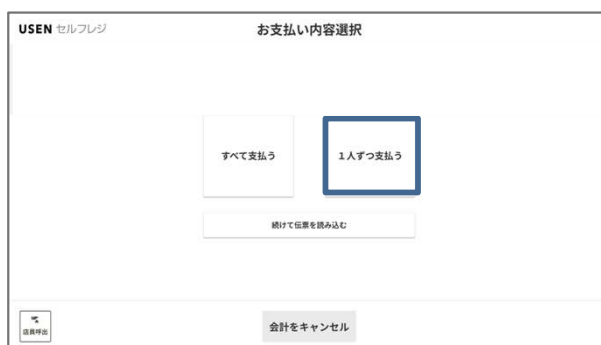 USEN セルフレジ
お支払い内容選択
すべて支払う
1人ずつ支払う
続けて伝票を読み込む
店員呼出
会計をキャンセル